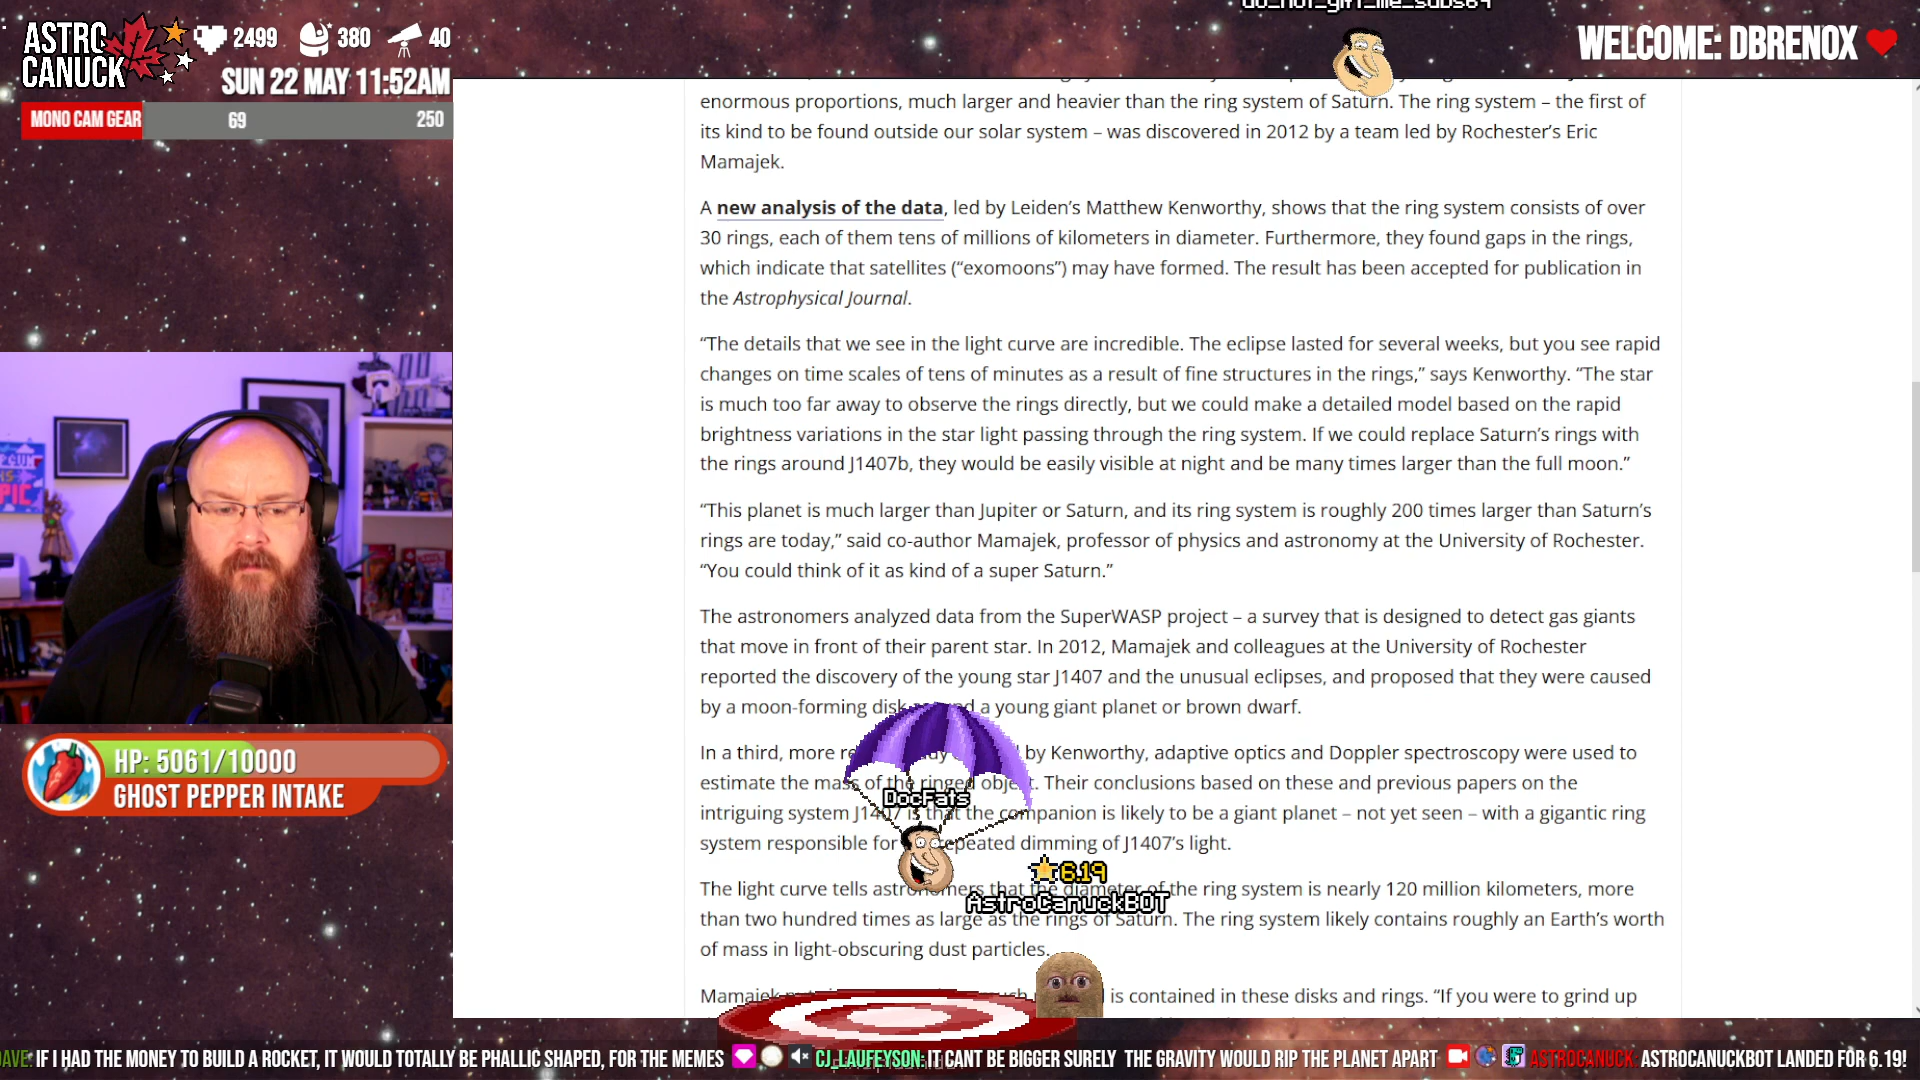 do_not_gift_me_subs64
ASTRO
CANUCK
2499
380
40
WELCOME: DBRENOX
SUN 22 MAY 11:52AM
MONO CAM GEAR
69
250
enormous proportions, much larger and heavier than the ring system of Saturn. The ring system – the first of
its kind to be found outside our solar system – was discovered in 2012 by a team led by Rochester’s Eric
Mamajek.
A new analysis of the data, led by Leiden’s Matthew Kenworthy, shows that the ring system consists of over
30 rings, each of them tens of millions of kilometers in diameter. Furthermore, they found gaps in the rings,
which indicate that satellites (“exomoons”) may have formed. The result has been accepted for publication in
the Astrophysical Journal.
“The details that we see in the light curve are incredible. The eclipse lasted for several weeks, but you see rapid
changes on time scales of tens of minutes as a result of fine structures in the rings,” says Kenworthy. “The star
is much too far away to observe the rings directly, but we could make a detailed model based on the rapid
brightness variations in the star light passing through the ring system. If we could replace Saturn’s rings with
the rings around J1407b, they would be easily visible at night and be many times larger than the full moon.”
“This planet is much larger than Jupiter or Saturn, and its ring system is roughly 200 times larger than Saturn’s
rings are today,” said co-author Mamajek, professor of physics and astronomy at the University of Rochester.
“You could think of it as kind of a super Saturn.”
The astronomers analyzed data from the SuperWASP project – a survey that is designed to detect gas giants
that move in front of their parent star. In 2012, Mamajek and colleagues at the University of Rochester
reported the discovery of the young star J1407 and the unusual eclipses, and proposed that they were caused
by a moon-forming disk a young giant planet or brown dwarf.
In a third, more by Kenworthy, adaptive optics and Doppler spectroscopy were used to
estimate the mass of the ringed object. Their conclusions based on these and previous papers on the
intriguing system J1407 is that the companion is likely to be a giant planet – not yet seen – with a gigantic ring
system responsible for repeated dimming of J1407’s light.
The light curve tells astronomers that the diameter of the ring system is nearly 120 million kilometers, more
than two hundred times as large as the rings of Saturn. The ring system likely contains roughly an Earth’s worth
of mass in light-obscuring dust particles.
Mamajek is contained in these disks and rings. “If you were to grind up
DocFats
6.19
AstroCanuckBOT
HP: 5061/10000
GHOST PEPPER INTAKE
DAVE: IF I HAD THE MONEY TO BUILD A ROCKET, IT WOULD TOTALLY BE PHALLIC SHAPED, FOR THE MEMES CJ_LAUFEYSON: IT CANT BE BIGGER SURELY THE GRAVITY WOULD RIP THE PLANET APART ASTROCANUCK: ASTROCANUCKBOT LANDED FOR 6.19!